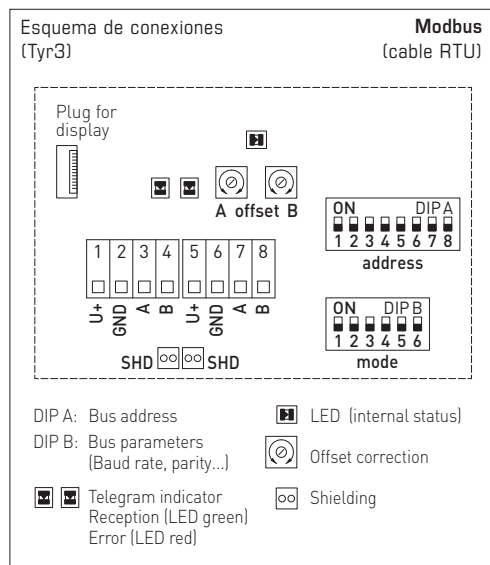 Esquema de conexiones
(Tyr3)
Modbus
(cable RTU)
Plug for
display
A offset B
ON DIP A
1 2 3 4 5 6 7 8
address
1 2 3 4 5 6 7 8
U+ GND A B U+ GND A B
ON DIP B
1 2 3 4 5 6
mode
SHD SHD
DIP A: Bus address
DIP B: Bus parameters
(Baud rate, parity...)
Telegram indicator
Reception (LED green)
Error (LED red)
LED (internal status)
Offset correction
Shielding